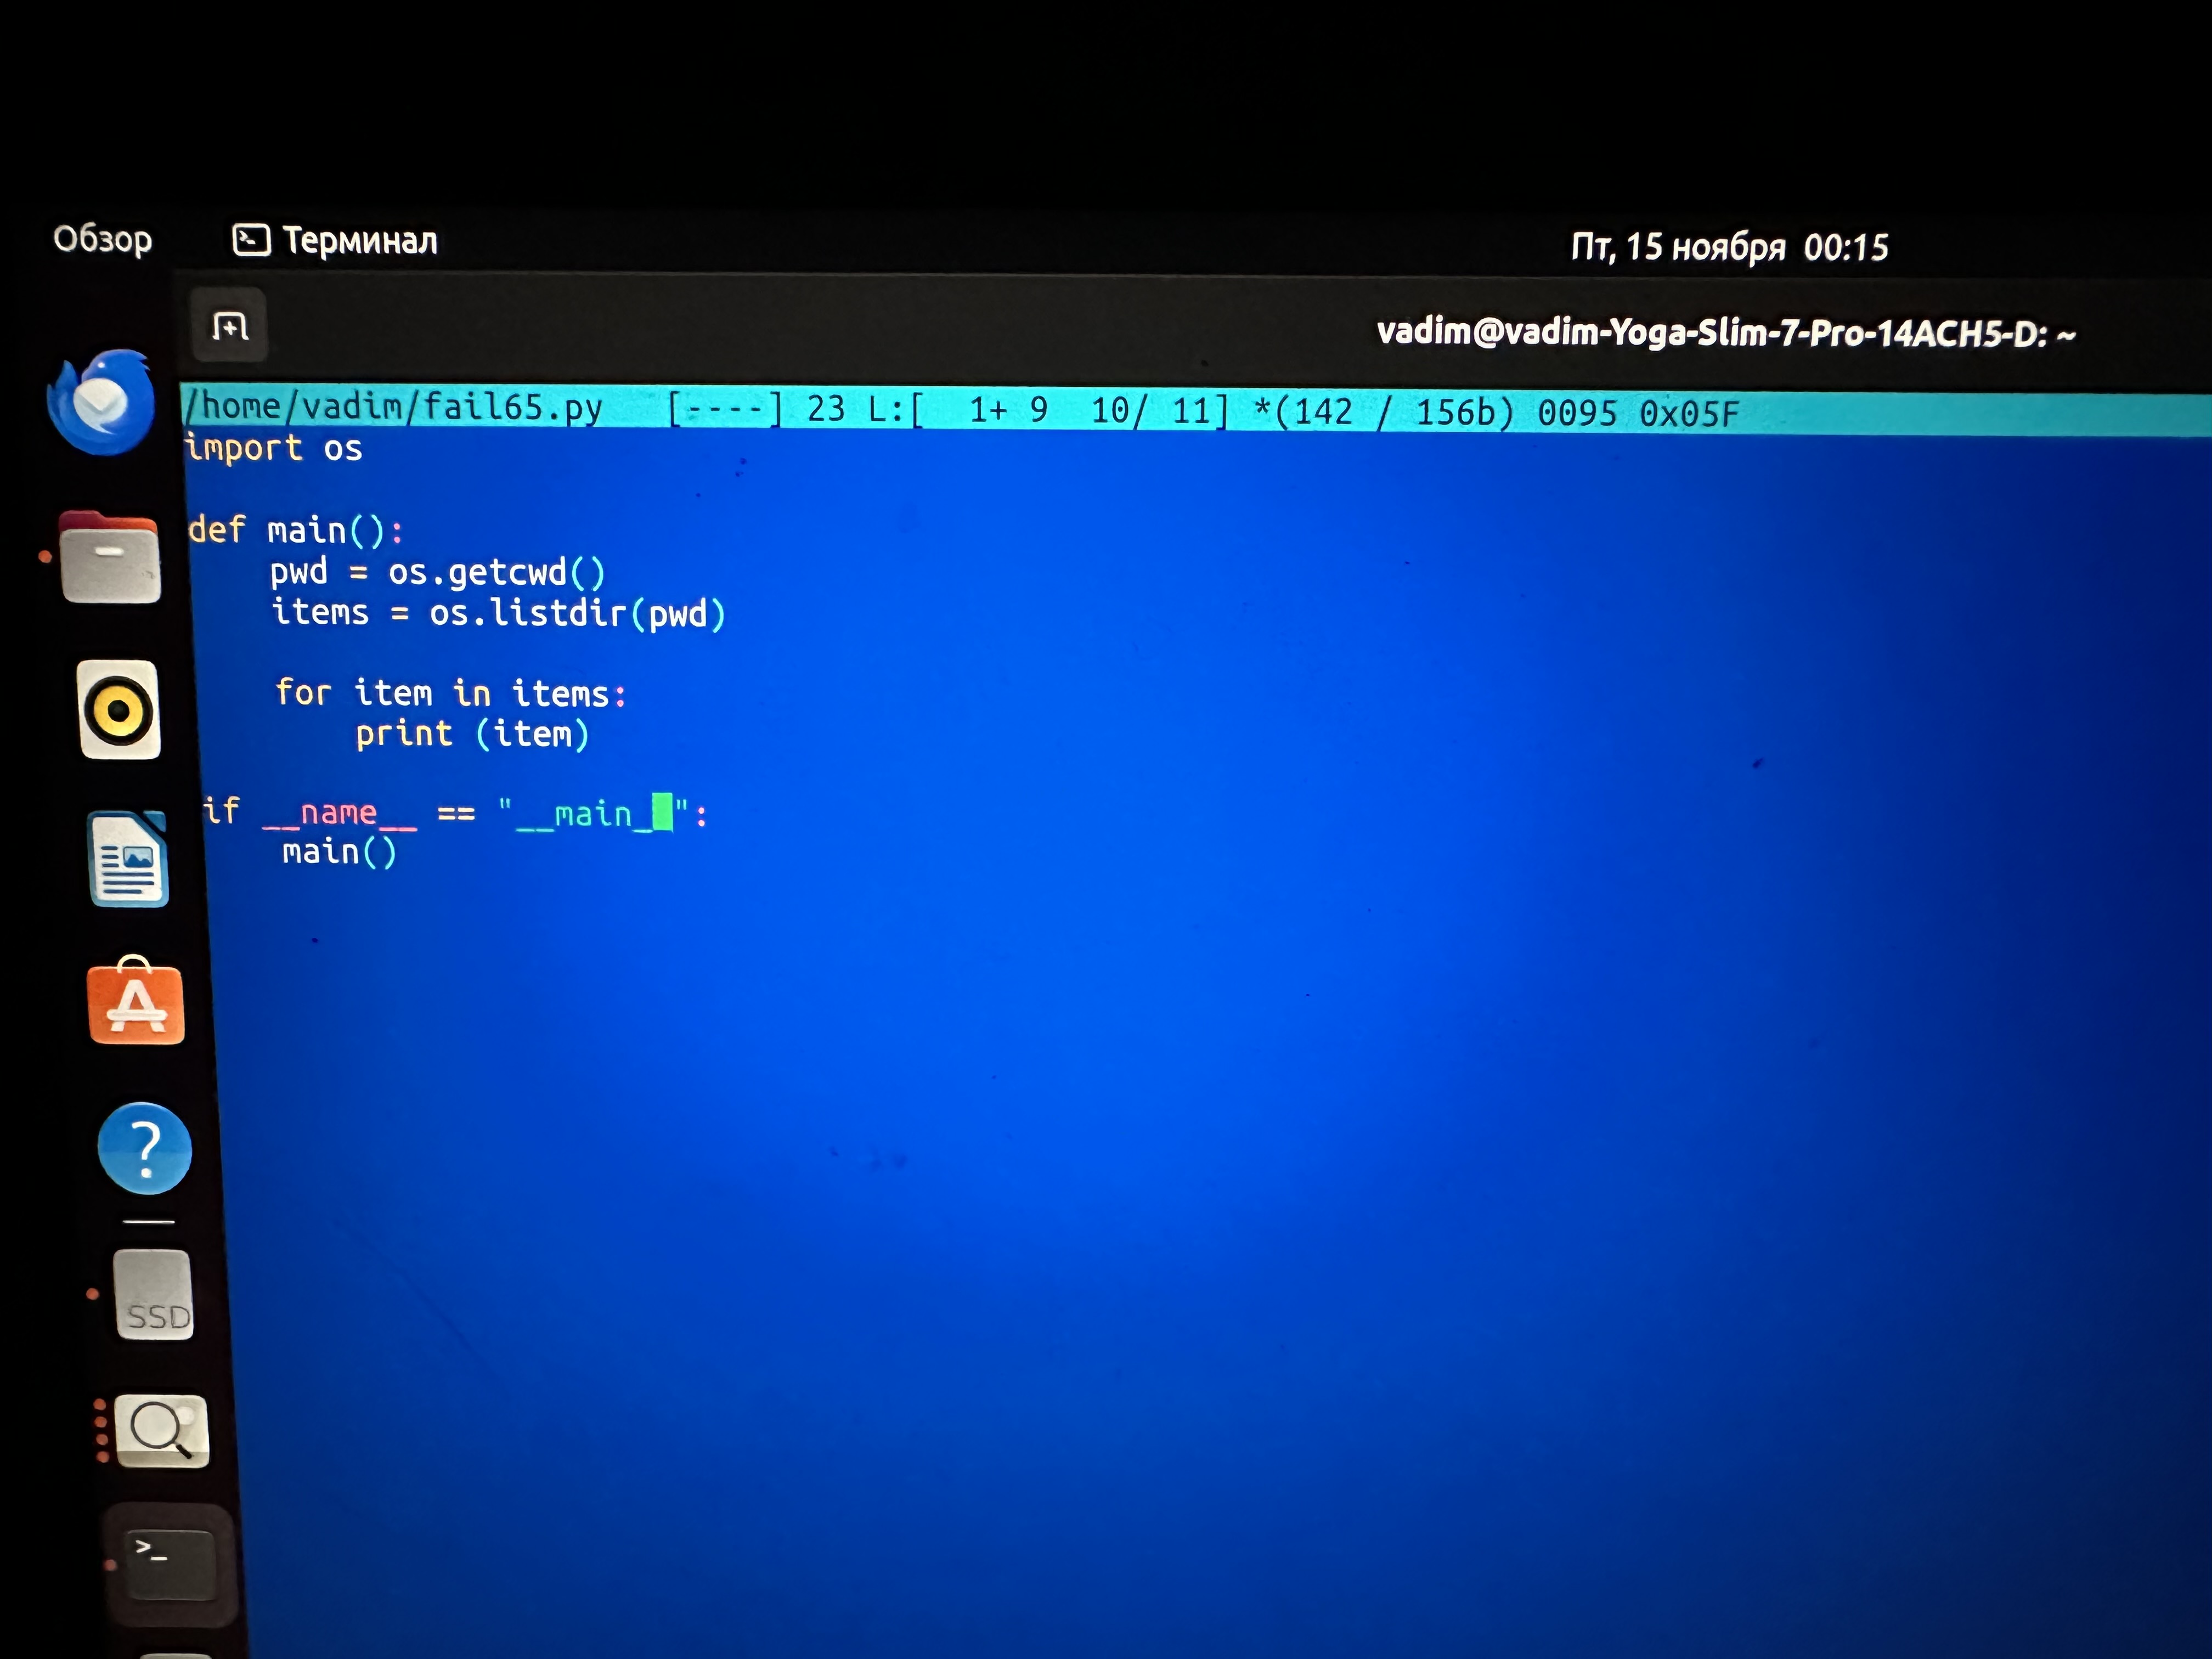 Обзор
Терминал
Пт, 15 ноября 00:15
vadim@vadim-Yoga-Slim-7-Pro-14ACH5-D: ~
/home/vadim/fail65.py [----] 23 L:[ 1+ 9 10/ 11] *(142 / 156b) 0095 0x05F
import os
def main():
    pwd = os.getcwd()
    items = os.listdir(pwd)
    for item in items:
        print (item)
if __name__ == "__main__":
    main()
SSD